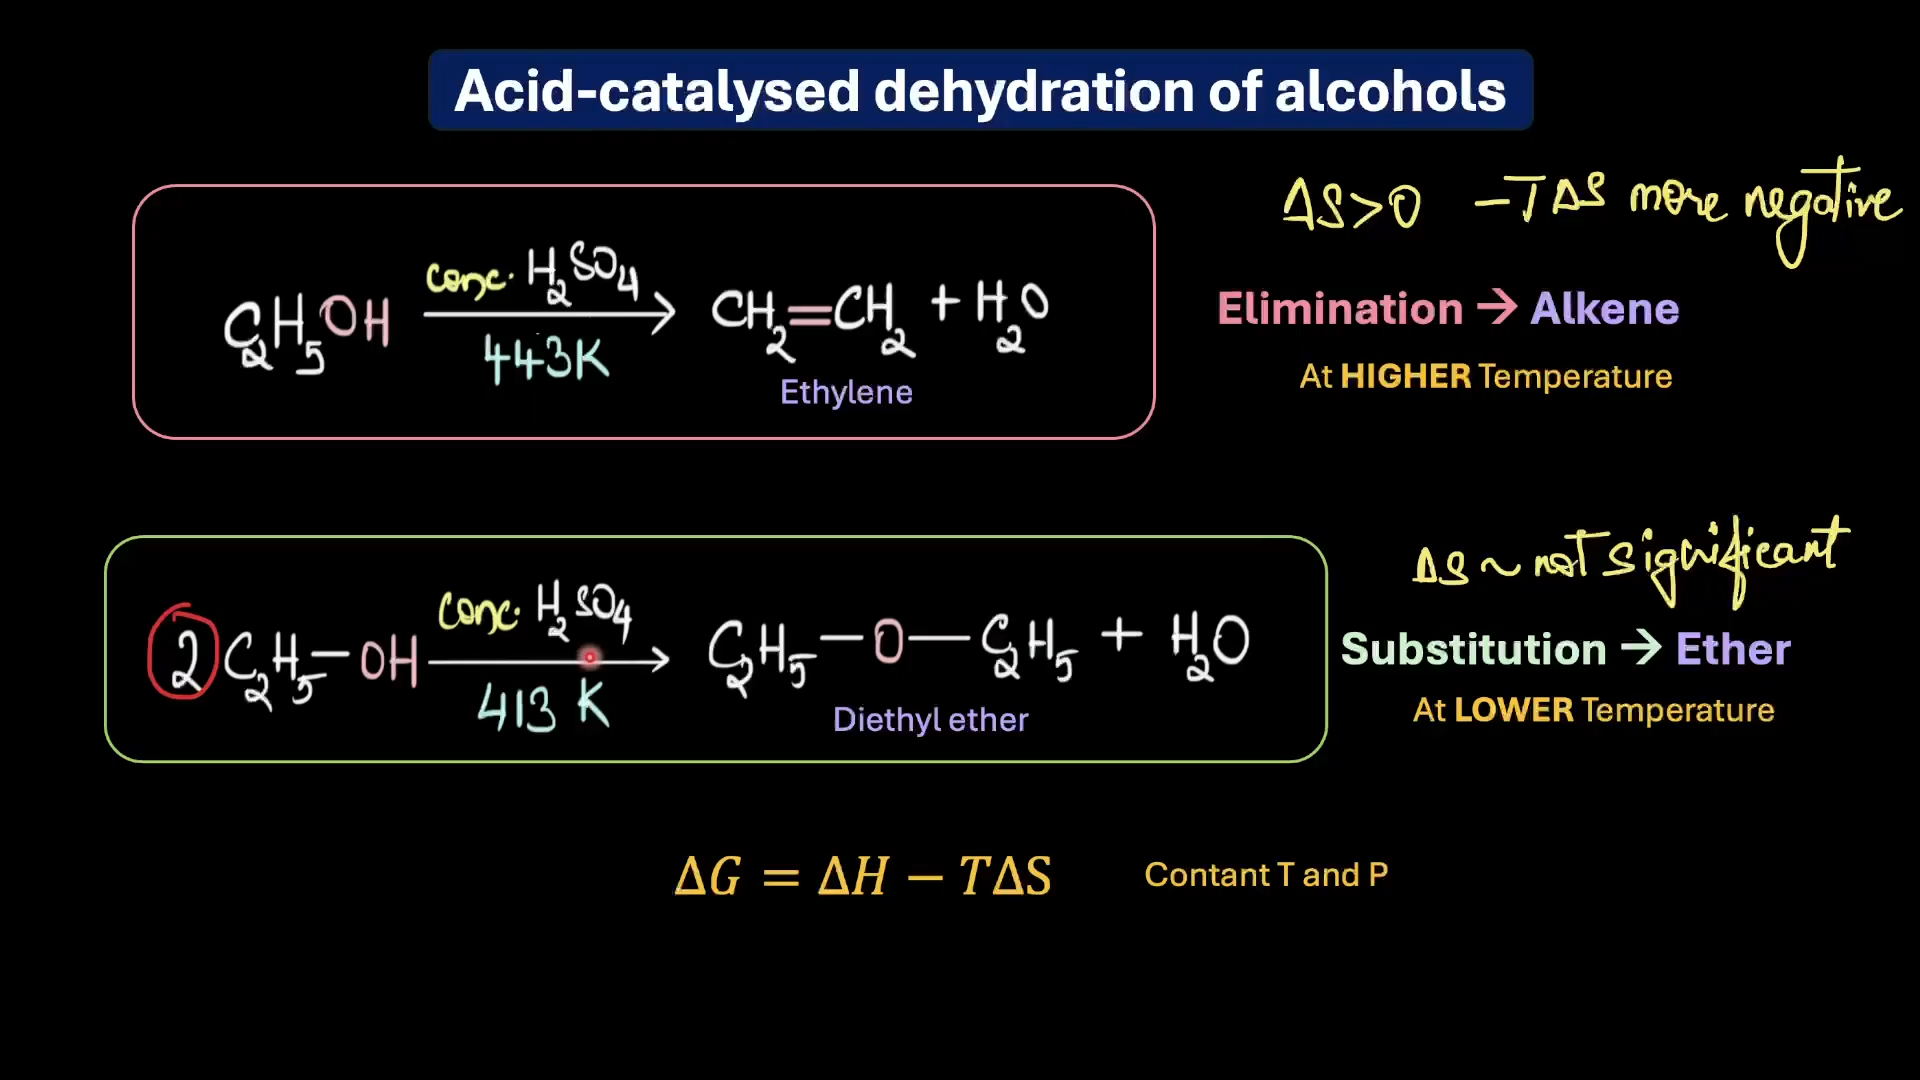 Acid-catalysed dehydration of alcohols
ΔS>0 -TΔS more negative
C₂H₅OH conc. H₂SO₄ 443K CH₂=CH₂ + H₂O
Ethylene
Elimination → Alkene
At HIGHER Temperature
ΔS ~ not significant
2 C₂H₅-OH conc. H₂SO₄ 413 K C₂H₅-O-C₂H₅ + H₂O
Diethyl ether
Substitution → Ether
At LOWER Temperature
ΔG = ΔH − TΔS Contant T and P